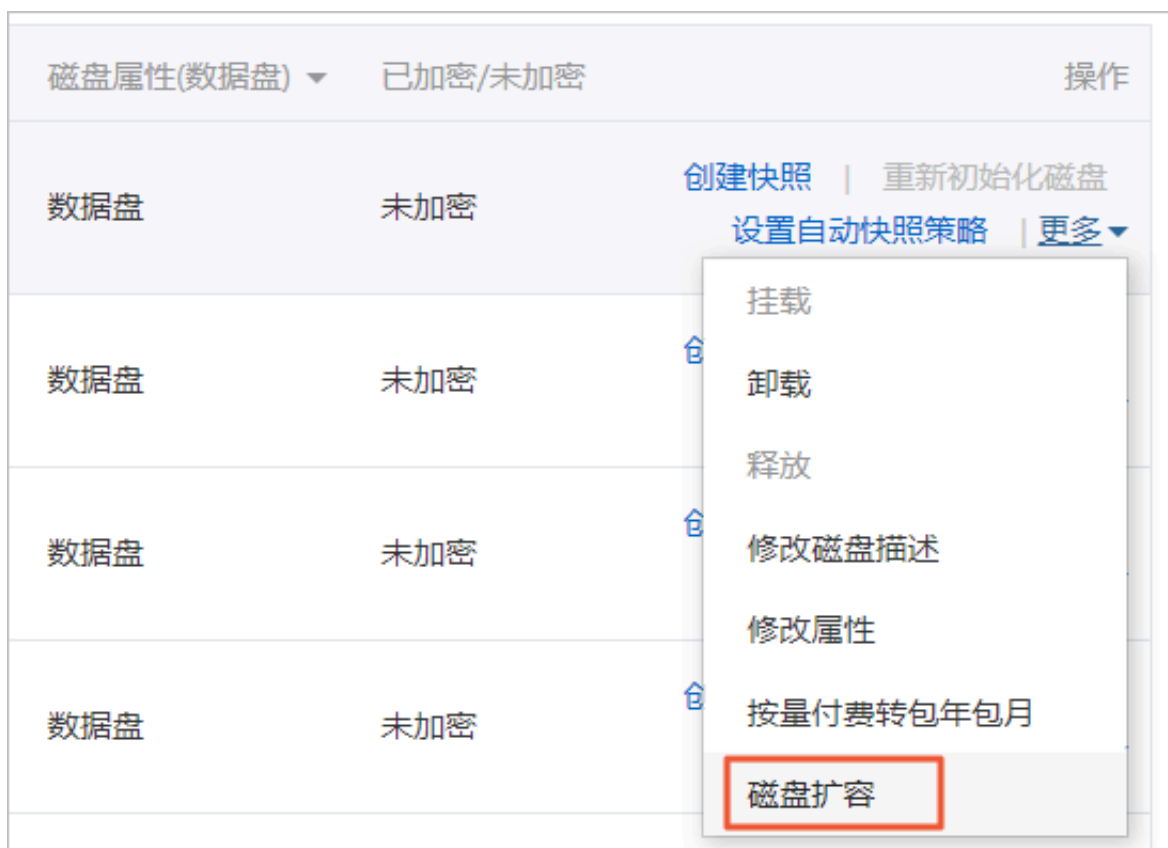 磁盘属性(数据盘) 已加密/未加密 操作
创建快照 | 重新初始化磁盘
数据盘 未加密
设置自动快照策略 | 更多
挂载
创
数据盘 未加密
卸载
释放
创
数据盘 未加密
修改磁盘描述
修改属性
创
数据盘 未加密
按量付费转包年包月
磁盘扩容